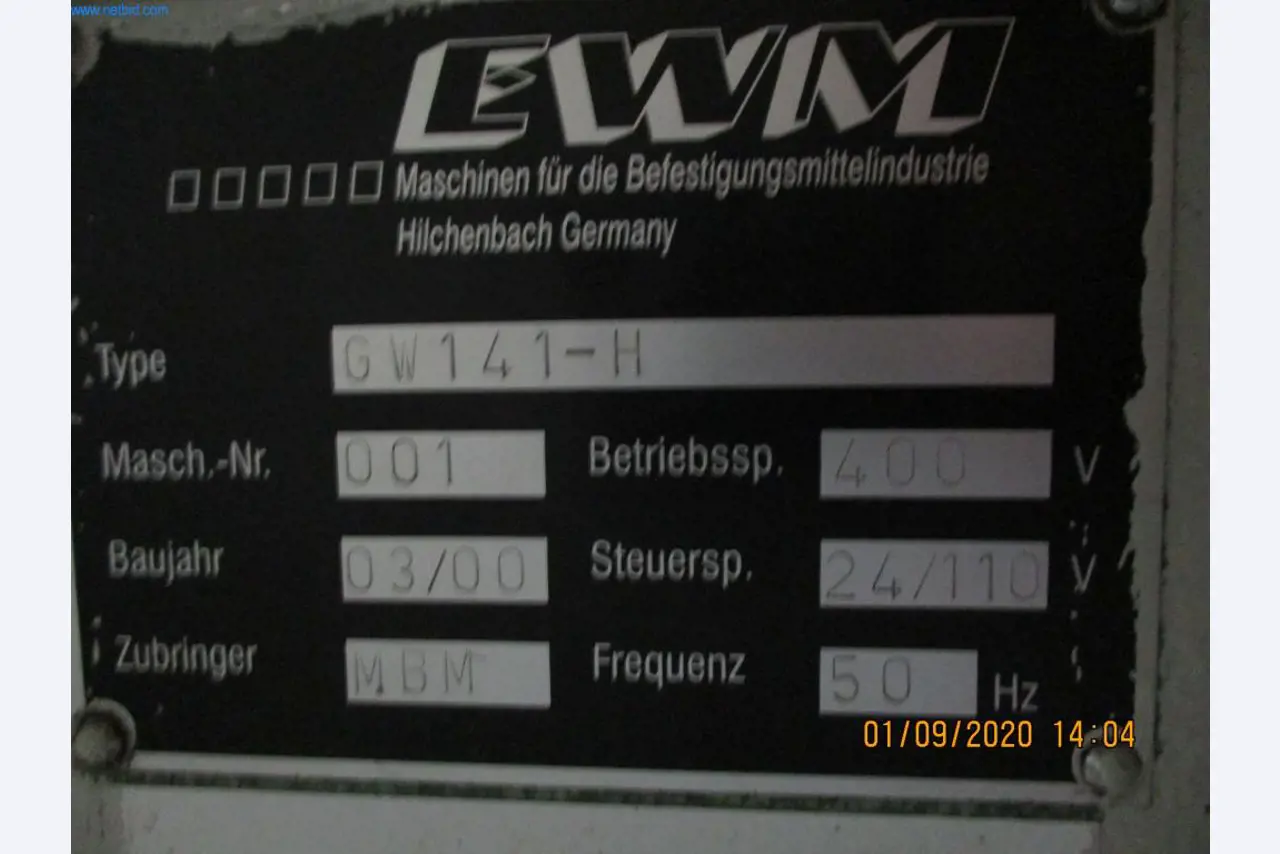 www.netbid.com
EWM
Maschinen für die Befestigungsmittelindustrie
Hilchenbach Germany
Type GW141-H
Masch.-Nr. 001 Betriebssp. 400 V
Baujahr 03/00 Steuersp. 24/110 V
Zubringer MBM Frequenz 50 Hz
01/09/2020 14:04